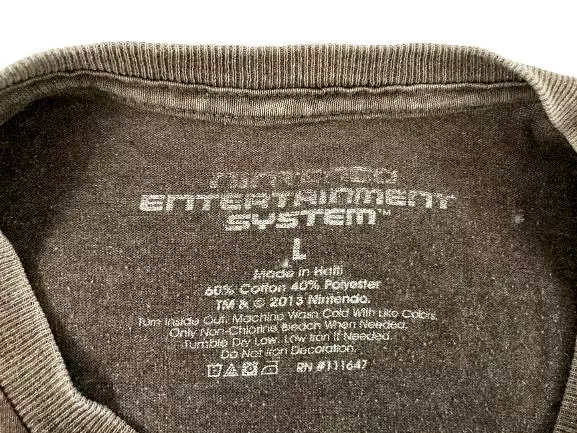 Nintendo
ENTERTAINMENT
SYSTEM™
L
Made in Haiti
60% Cotton 40% Polyester
TM & © 2013 Nintendo.
Turn Inside Out. Machine Wash Cold With Like Colors.
Only Non-Chlorine Bleach When Needed.
Tumble Dry Low. Low Iron If Needed.
Do Not Iron Decoration.
RN #111647